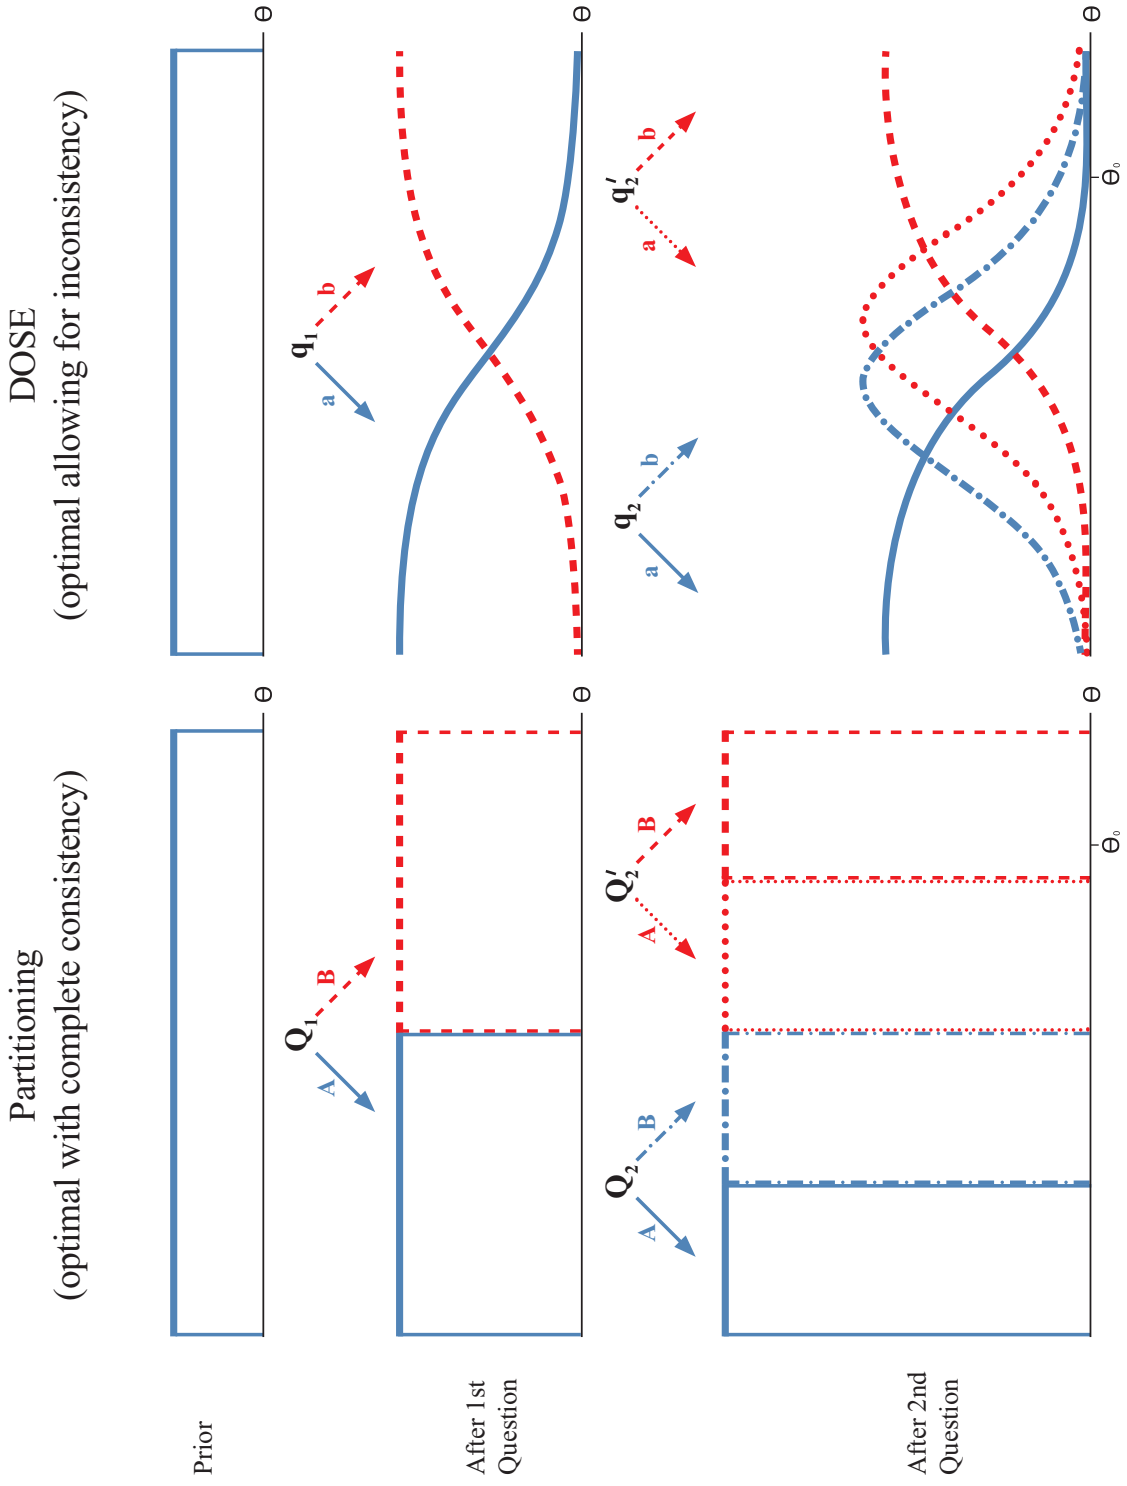 Partitioning
(optimal with complete consistency)
DOSE
(optimal allowing for inconsistency)
Prior
θ
θ
Q1
A
B
q1
a
b
After 1st
Question
θ
θ
Q2
A
B
Q2′
A
B
q2
a
b
q2′
a
b
After 2nd
Question
θ0
θ
θ0
θ